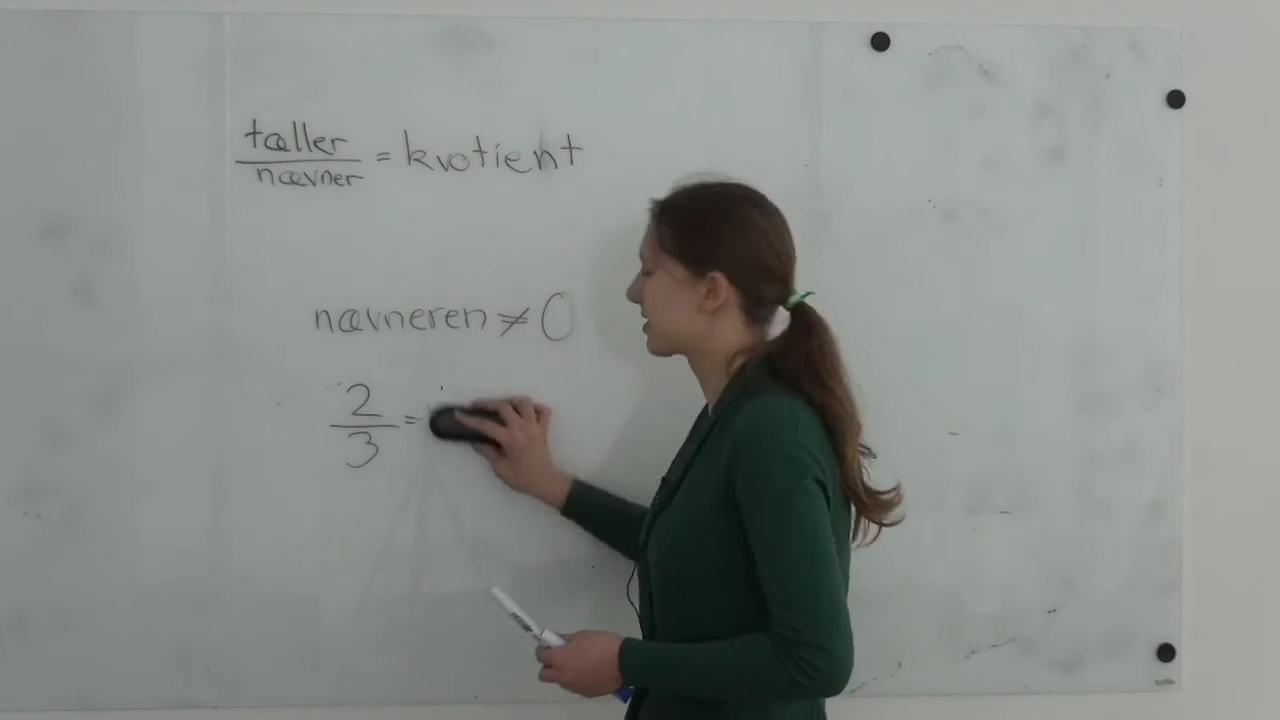 tæller
nævner = kvotient
nævneren ≠ 0
2
3 =